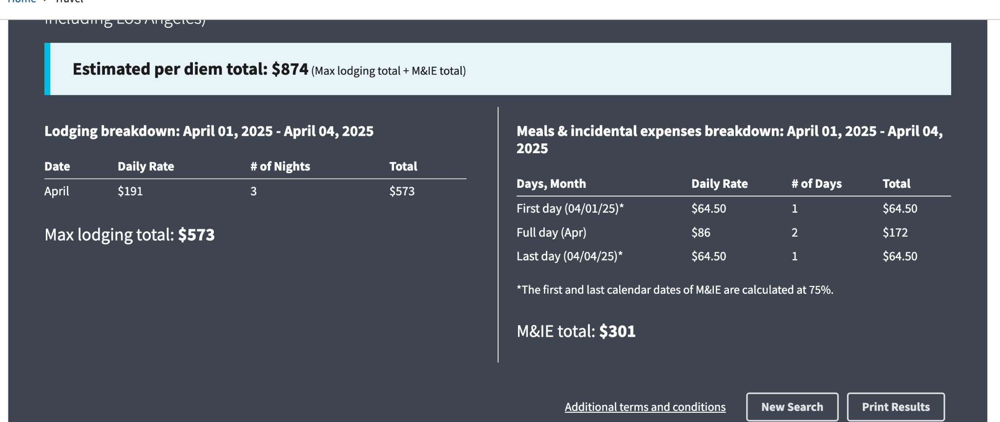 Home › Travel
including Los Angeles)
Estimated per diem total: $874 (Max lodging total + M&IE total)
Lodging breakdown: April 01, 2025 - April 04, 2025
Date Daily Rate # of Nights Total
April $191 3 $573
Max lodging total: $573
Meals & incidental expenses breakdown: April 01, 2025 - April 04,
2025
Days, Month Daily Rate # of Days Total
First day (04/01/25)* $64.50 1 $64.50
Full day (Apr) $86 2 $172
Last day (04/04/25)* $64.50 1 $64.50
*The first and last calendar dates of M&IE are calculated at 75%.
M&IE total: $301
Additional terms and conditions New Search Print Results